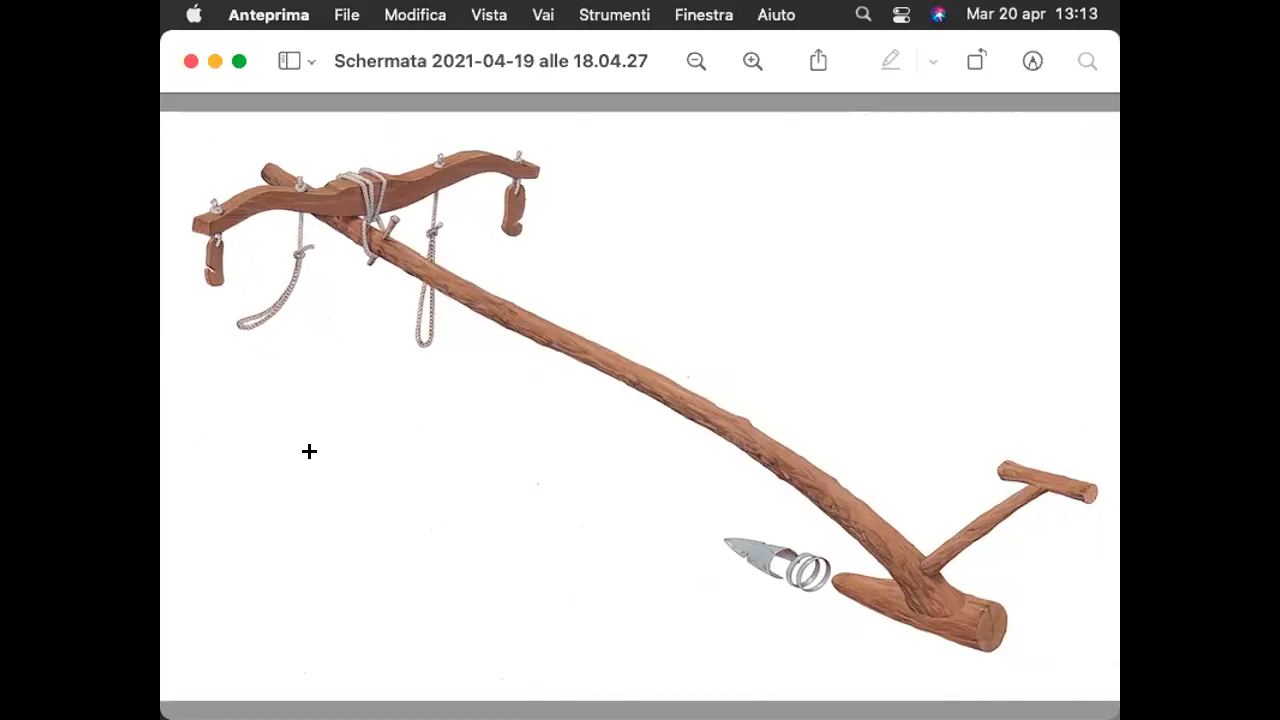 Anteprima File Modifica Vista Vai Strumenti Finestra Aiuto Mar 20 apr 13:13
Schermata 2021-04-19 alle 18.04.27